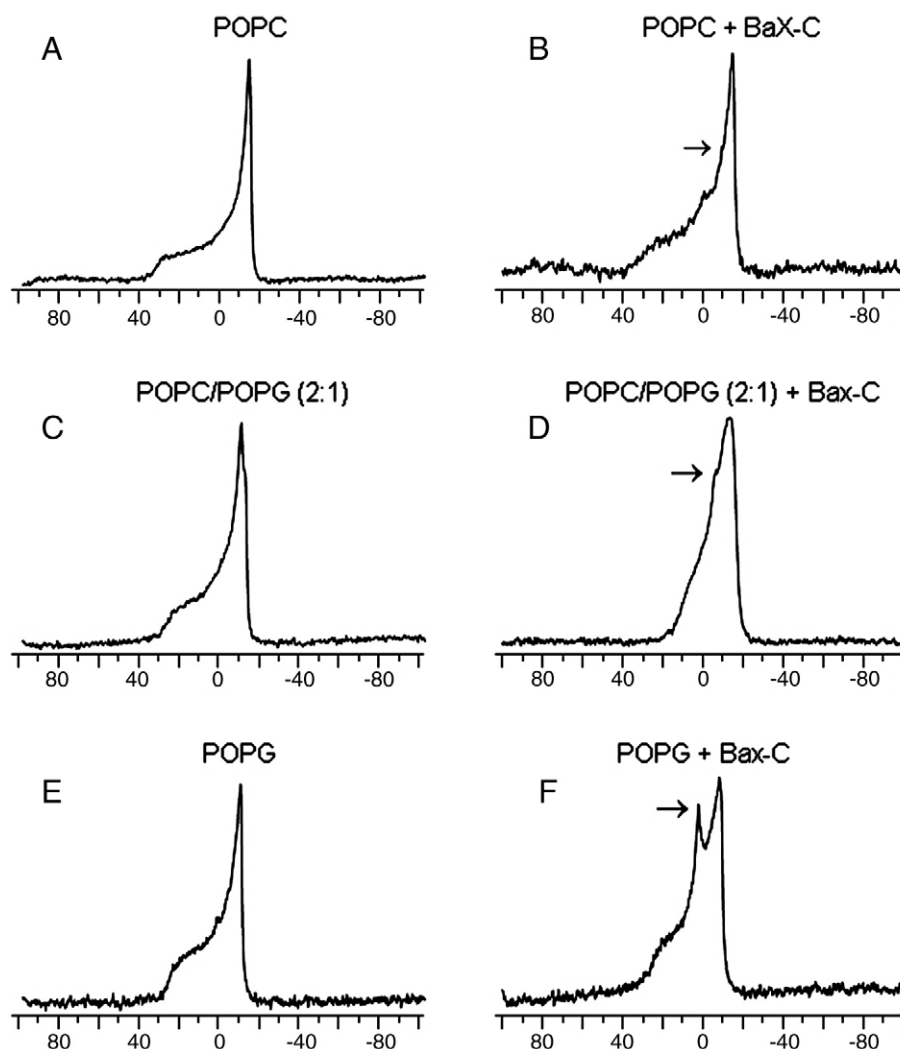 A
POPC
80 40 0 -40 -80
B
POPC + BaX-C
80 40 0 -40 -80
C
POPC/POPG (2:1)
80 40 0 -40 -80
D
POPC/POPG (2:1) + Bax-C
80 40 0 -40 -80
E
POPG
80 40 0 -40 -80
F
POPG + Bax-C
80 40 0 -40 -80